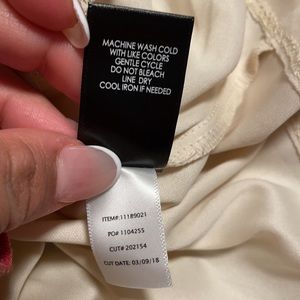 MACHINE WASH COLD
WITH LIKE COLORS
GENTLE CYCLE
DO NOT BLEACH
LINE DRY
COOL IRON IF NEEDED
ITEM#: 11189021
PO# 1104255
CUT# 202154
CUT DATE: 03/09/18